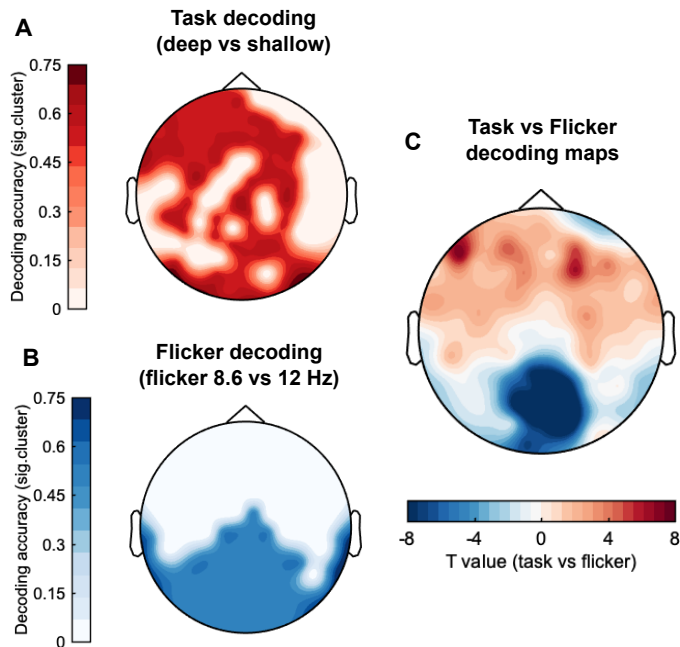 A
Task decoding
(deep vs shallow)
0.75
0.45
0.3
0.15
0
Decoding accuracy (sig.cluster)
B
Flicker decoding
(flicker 8.6 vs 12 Hz)
0.75
0.6
0.45
0.3
0.15
0
Decoding accuracy (sig.cluster)
C
Task vs Flicker
decoding maps
-8 -4 0 4 8
T value (task vs flicker)